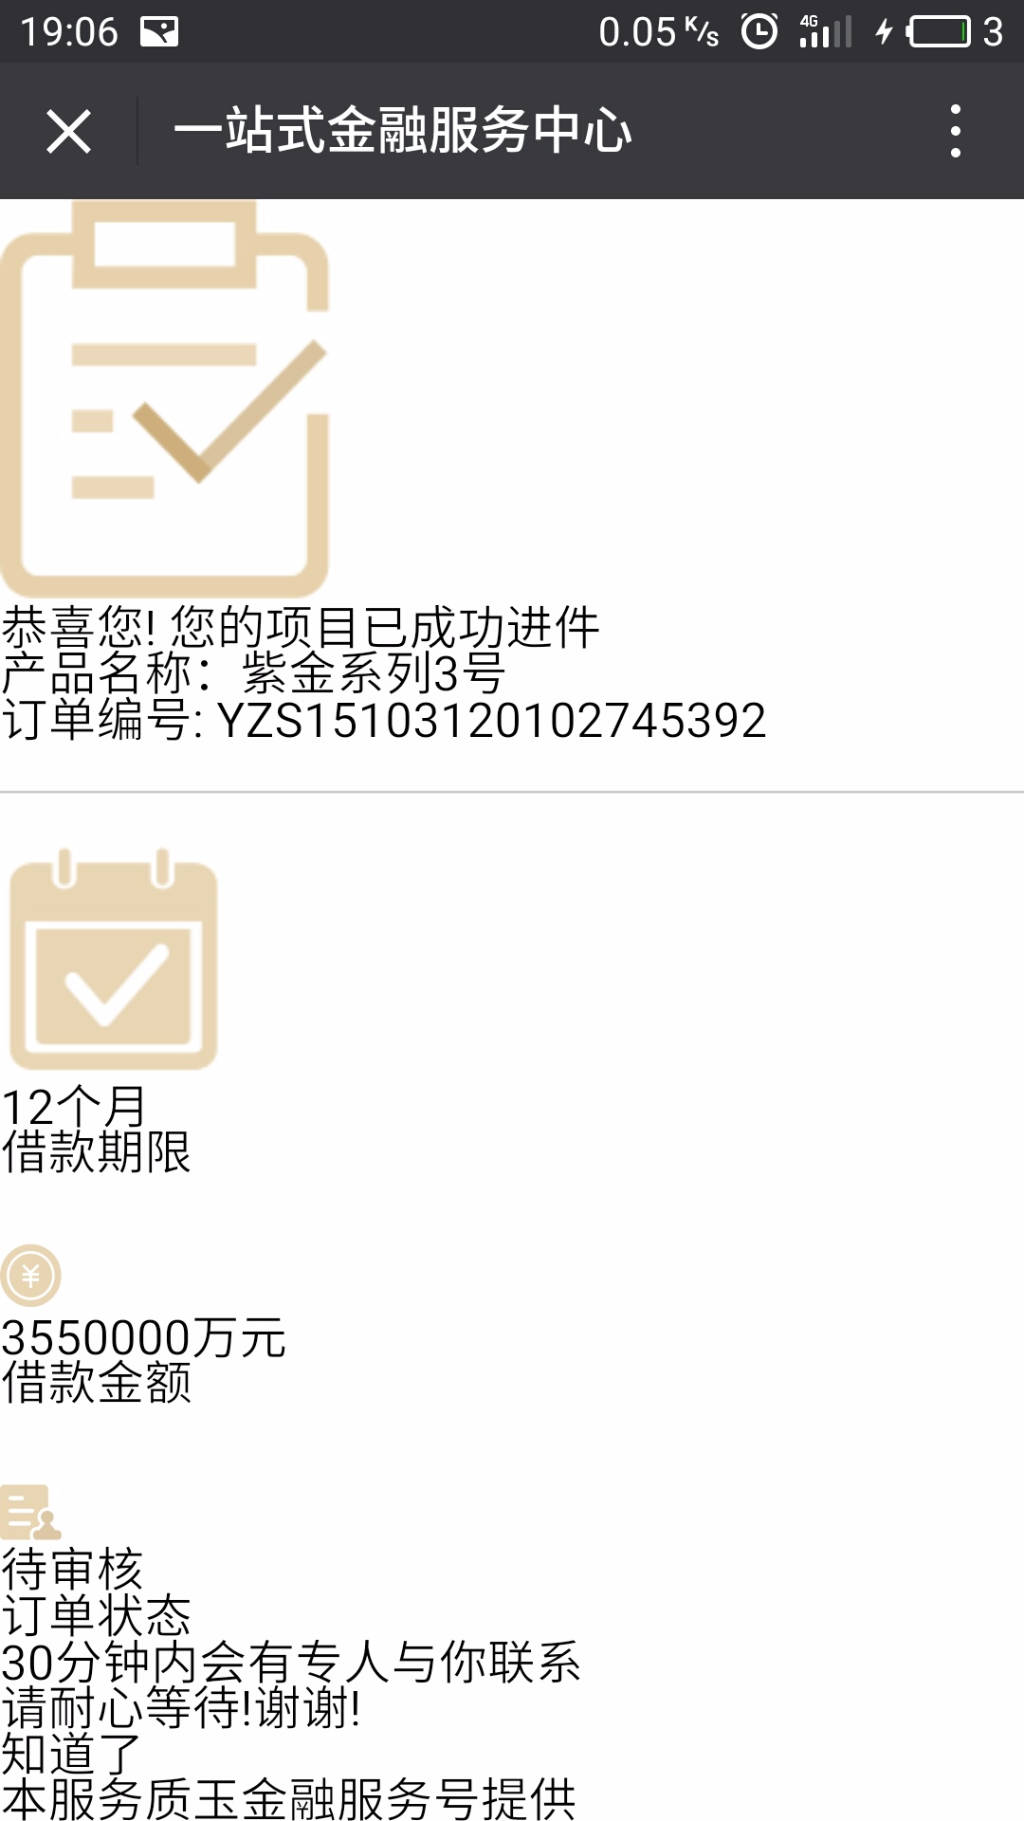 19:06 0.05 K/s 4G 3
一站式金融服务中心
恭喜您! 您的项目已成功进件
产品名称：紫金系列3号
订单编号: YZS15103120102745392
12个月
借款期限
¥
3550000万元
借款金额
待审核
订单状态
30分钟内会有专人与你联系
请耐心等待!谢谢!
知道了
本服务质玉金融服务号提供